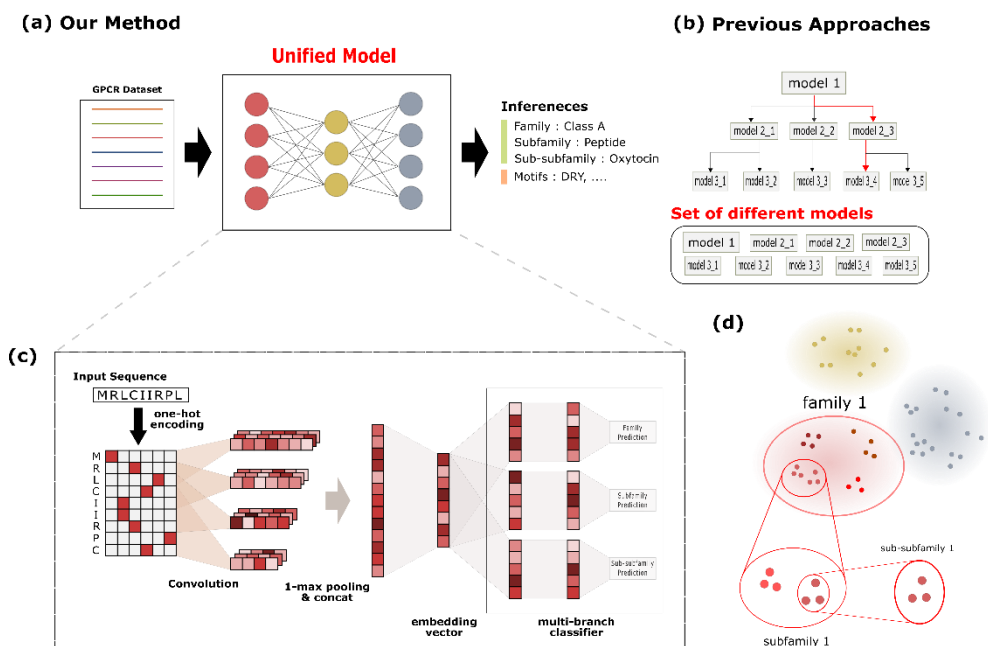 (a) Our Method
Unified Model
GPCR Dataset
Infereneces
Family : Class A
Subfamily : Peptide
Sub-subfamily : Oxytocin
Motifs : DRY, ....
(b) Previous Approaches
model 1
model 2_1
model 2_2
model 2_3
model 3_1
model 3_2
model 3_3
model 3_4
model 3_5
Set of different models
model 1
model 2_1
model 2_2
model 2_3
model 3_1
model 3_2
model 3_3
model 3_4
model 3_5
(c)
Input Sequence
MRLCIIRPL
one-hot
encoding
M
R
L
C
I
I
R
P
C
Convolution
1-max pooling
& concat
embedding
vector
multi-branch
classifier
Family
Prediction
Subfamily
Prediction
Sub-subfamily
Prediction
(d)
family 1
sub-subfamily 1
subfamily 1